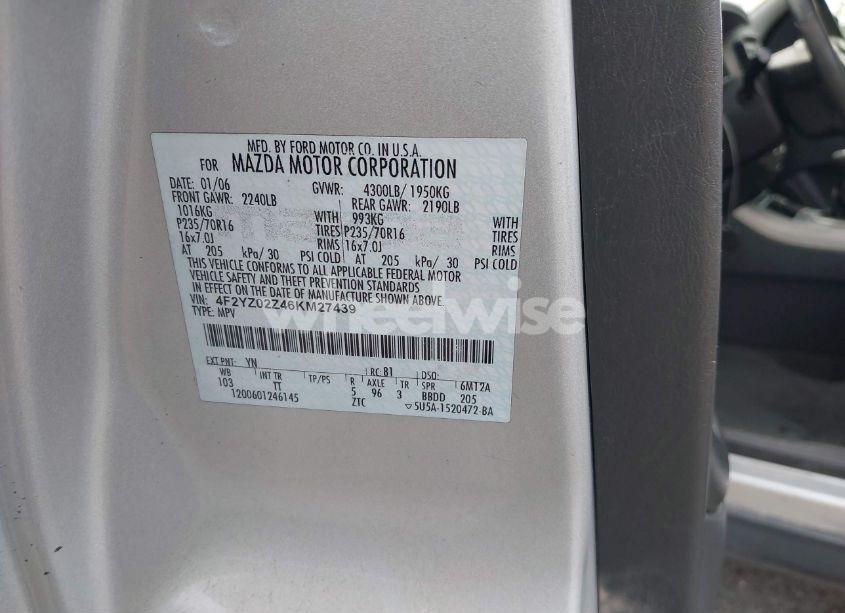 MFD. BY FORD MOTOR CO. IN U.S.A.
FOR MAZDA MOTOR CORPORATION
DATE: 01/06 GVWR: 4300LB/ 1950KG
FRONT GAWR: 2240LB REAR GAWR: 2190LB
1016KG WITH 993KG WITH
P235/70R16 TIRES P235/70R16 TIRES
16x7.0J RIMS 16x7.0J RIMS
AT 205 kPa/ 30 PSI COLD AT 205 kPa/ 30 PSI COLD
THIS VEHICLE CONFORMS TO ALL APPLICABLE FEDERAL MOTOR
VEHICLE SAFETY AND THEFT PREVENTION STANDARDS
IN EFFECT ON THE DATE OF MANUFACTURE SHOWN ABOVE.
VIN: 4F2YZ02Z46KM27439
TYPE: MPV
wheelwise
EXT PNT: YN RC: B1 DSO:
WB INT TR TP/PS R AXLE TR SPR 6MT2A
103 TT 5 96 3 BBDD 205
1200601246145 ZTC ▽5U5A-1520472-BA